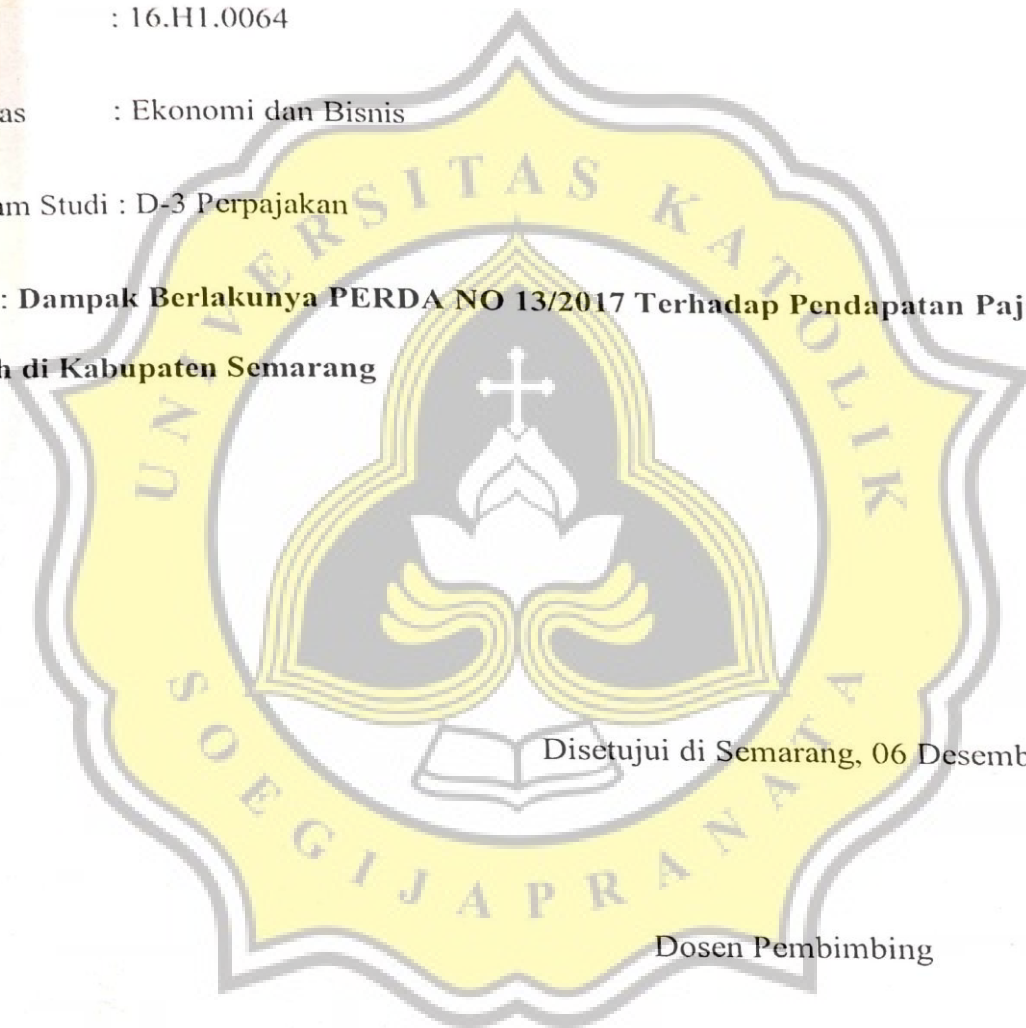 : 16.H1.0064
as : Ekonomi dan Bisnis
am Studi : D-3 Perpajakan
: Dampak Berlakunya PERDA NO 13/2017 Terhadap Pendapatan Paj
h di Kabupaten Semarang
UNIVERSITAS KATOLIK
SOEGIJAPRANATA
Disetujui di Semarang, 06 Desemb
Dosen Pembimbing